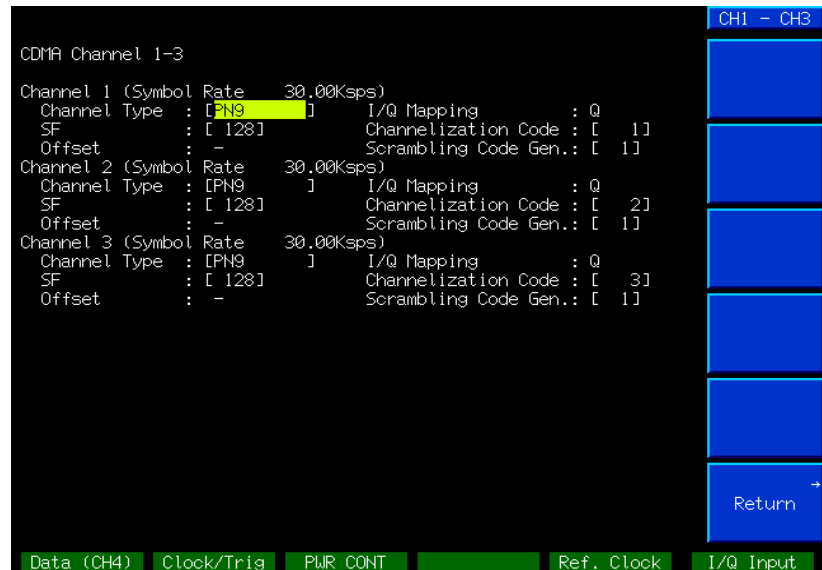 CH1 - CH3
CDMA Channel 1-3
Channel 1 (Symbol Rate 30.00Ksps)
Channel Type : [PN9 ] I/Q Mapping : Q
SF : [ 128] Channelization Code : [ 1]
Offset : - Scrambling Code Gen.: [ 1]
Channel 2 (Symbol Rate 30.00Ksps)
Channel Type : [PN9 ] I/Q Mapping : Q
SF : [ 128] Channelization Code : [ 2]
Offset : - Scrambling Code Gen.: [ 1]
Channel 3 (Symbol Rate 30.00Ksps)
Channel Type : [PN9 ] I/Q Mapping : Q
SF : [ 128] Channelization Code : [ 3]
Offset : - Scrambling Code Gen.: [ 1]
→
Return
Data (CH4) Clock/Trig PWR CONT Ref. Clock I/Q Input